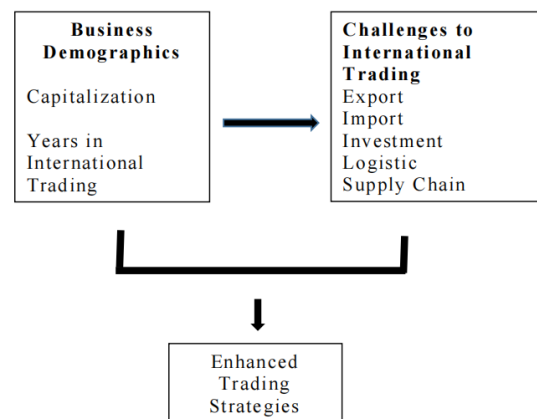 Business
Demographics
Capitalization
Years in
International
Trading
Challenges to
International
Trading
Export
Import
Investment
Logistic
Supply Chain
Enhanced
Trading
Strategies